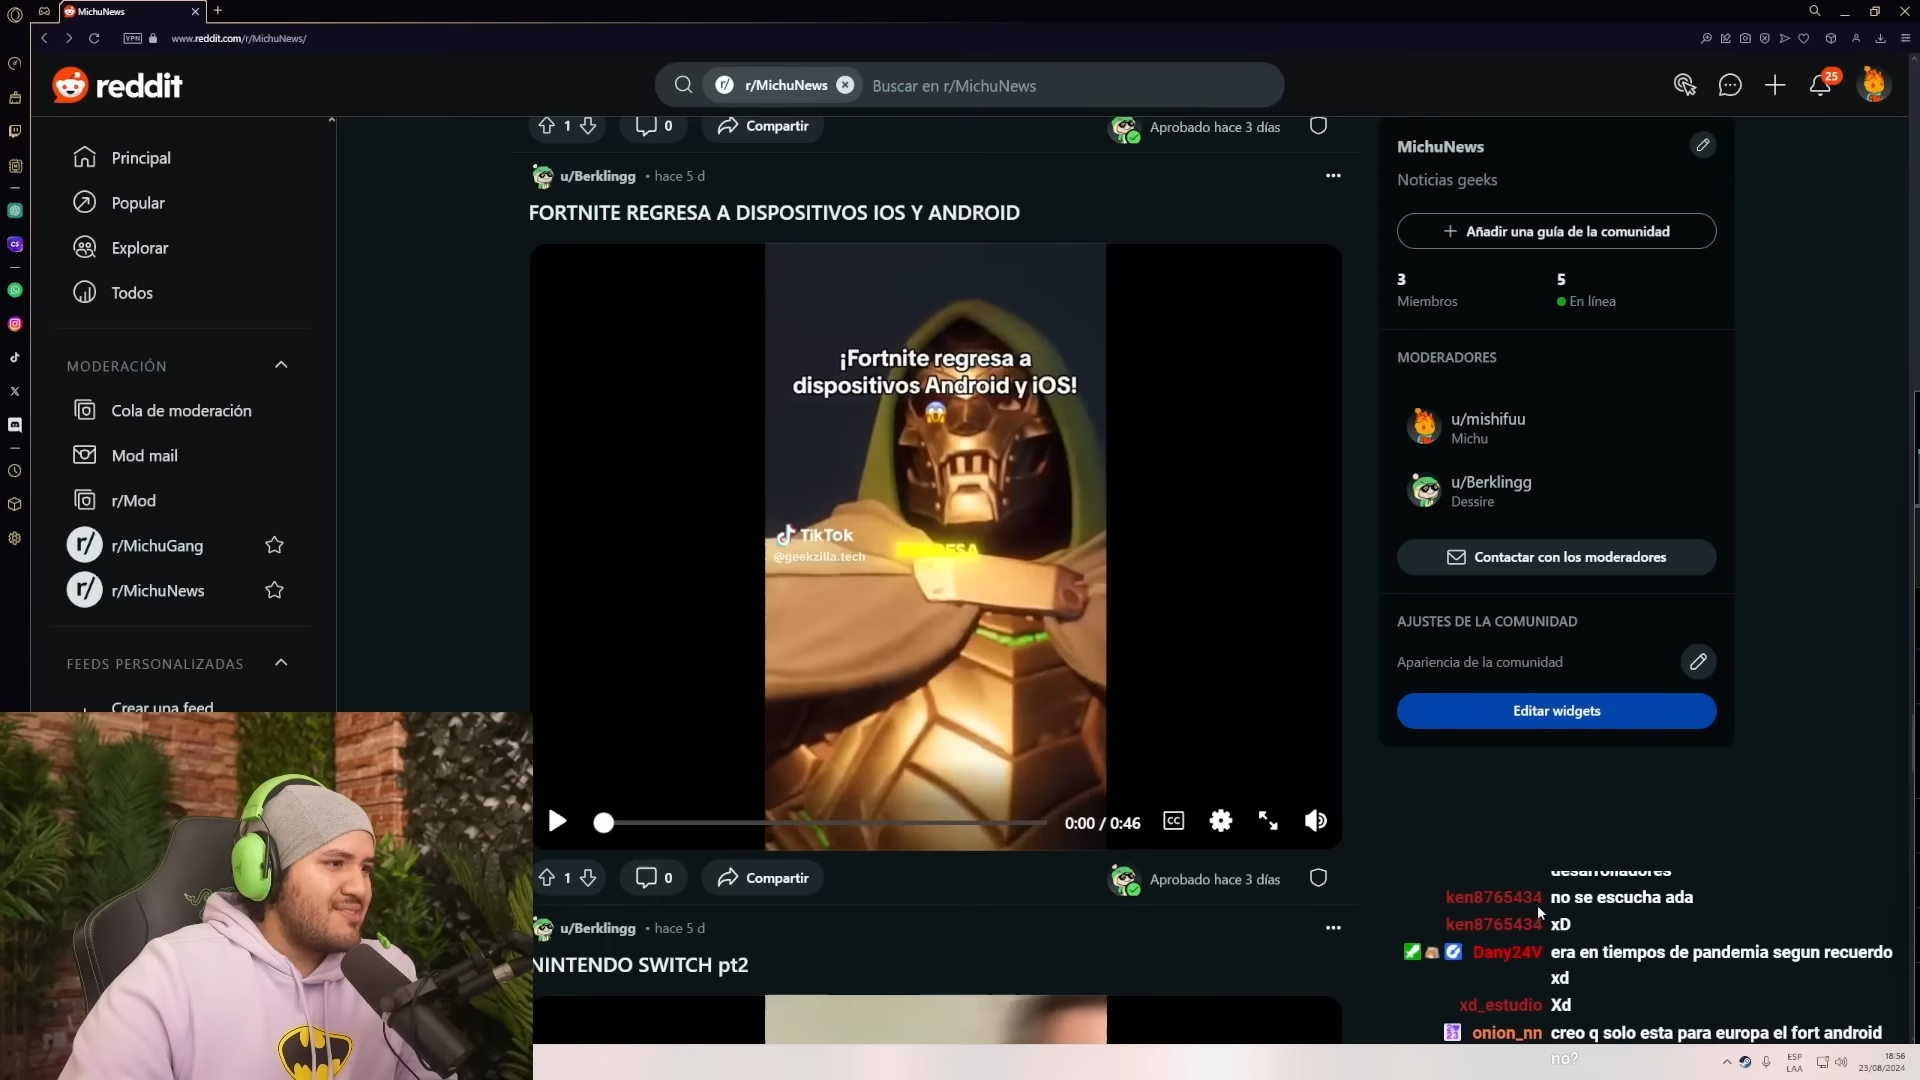 MichuNews
VPN
www.reddit.com/r/MichuNews/
reddit
r/
r/MichuNews
Buscar en r/MichuNews
25
Principal
Popular
Explorar
Todos
MODERACIÓN
Cola de moderación
Mod mail
r/Mod
r/
r/MichuGang
r/
r/MichuNews
FEEDS PERSONALIZADAS
Crear una feed
1
0
Compartir
Aprobado hace 3 días
u/Berklingg • hace 5 d
FORTNITE REGRESA A DISPOSITIVOS IOS Y ANDROID
¡Fortnite regresa a
dispositivos Android y iOS!
TikTok
@geekzilla.tech
0:00 / 0:46
CC
1
0
Compartir
Aprobado hace 3 días
u/Berklingg • hace 5 d
NINTENDO SWITCH pt2
MichuNews
Noticias geeks
Añadir una guía de la comunidad
3
Miembros
5
En línea
MODERADORES
u/mishifuu
Michu
u/Berklingg
Dessire
Contactar con los moderadores
AJUSTES DE LA COMUNIDAD
Apariencia de la comunidad
Editar widgets
desarrolladores
ken8765434 no se escucha ada
ken8765434 xD
Dany24V era en tiempos de pandemia segun recuerdo
xd
xd_estudio Xd
onion_nn creo q solo esta para europa el fort android
no?
ESP
LAA
18:56
23/08/2024